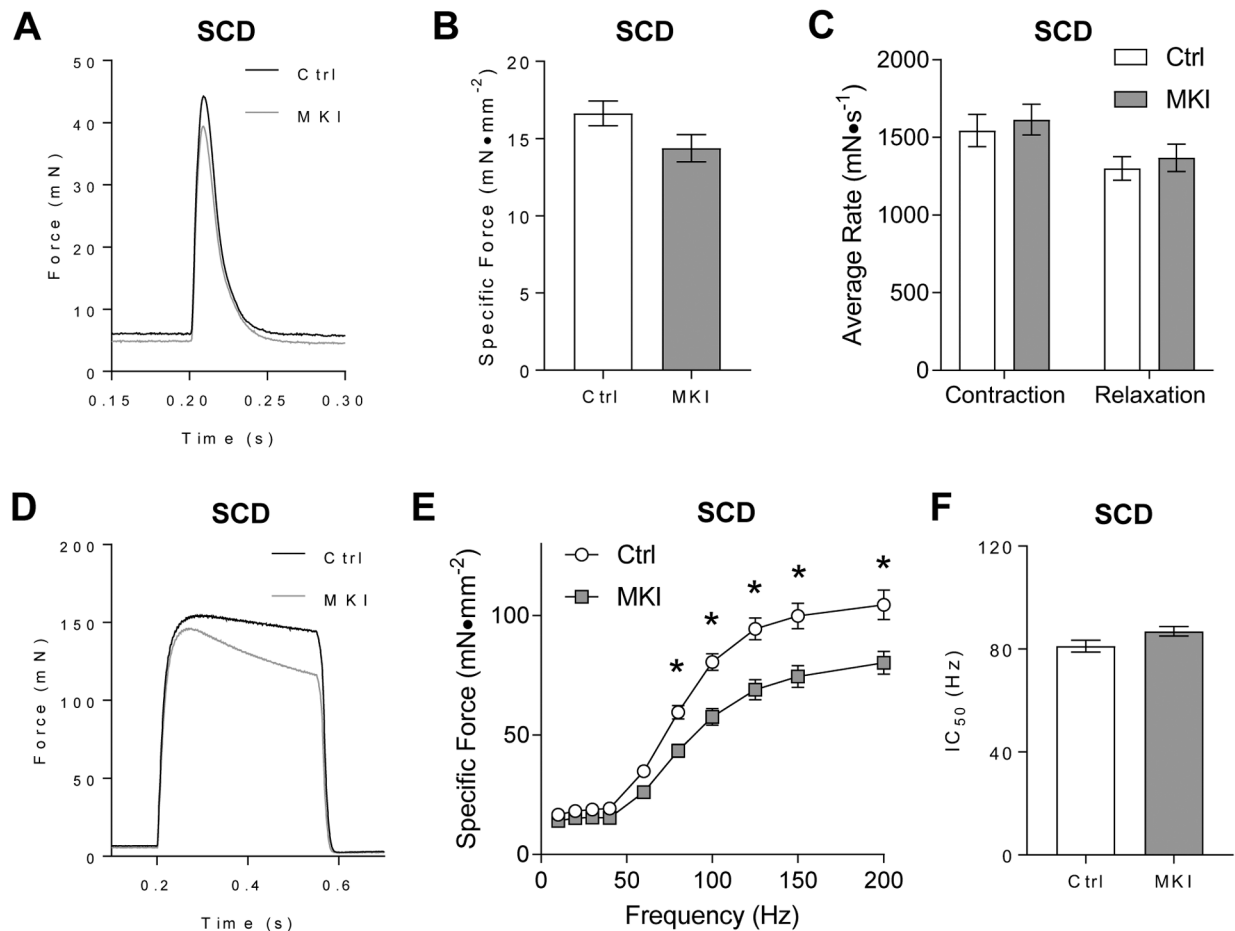 A
SCD
50
40
30
20
10
0
Force (mN)
0.15
0.20
0.25
0.30
Time (s)
Ctrl
MKI
B
SCD
20
15
10
5
0
Specific Force (mN•mm-2)
Ctrl
MKI
C
SCD
Ctrl
MKI
2000
1500
1000
500
0
Average Rate (mN•s-1)
Contraction
Relaxation
D
SCD
200
150
100
50
0
Force (mN)
0.2
0.4
0.6
Time (s)
Ctrl
MKI
E
SCD
Ctrl
MKI
100
50
0
Specific Force (mN•mm-2)
* * * * *
0
50
100
150
200
Frequency (Hz)
F
SCD
120
80
40
0
IC50 (Hz)
Ctrl
MKI